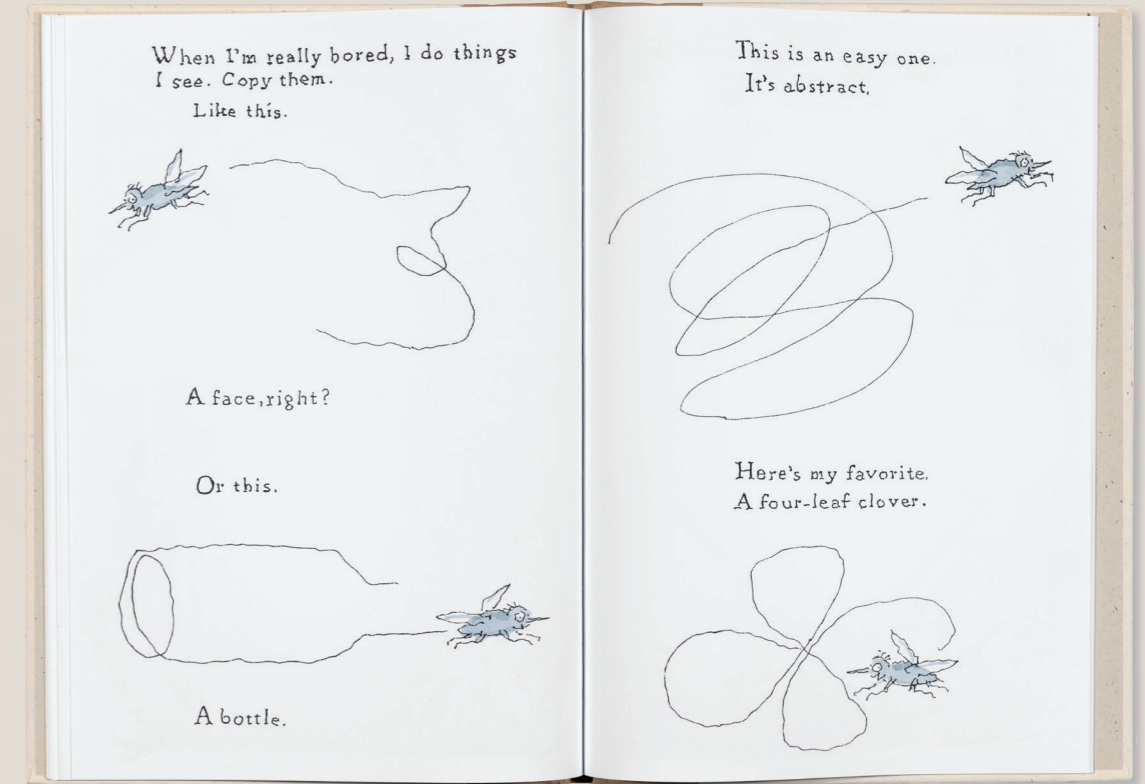 When I'm really bored, I do things
I see. Copy them.
Like this.
A face, right?
Or this.
A bottle.
This is an easy one.
It's abstract.
Here's my favorite.
A four-leaf clover.